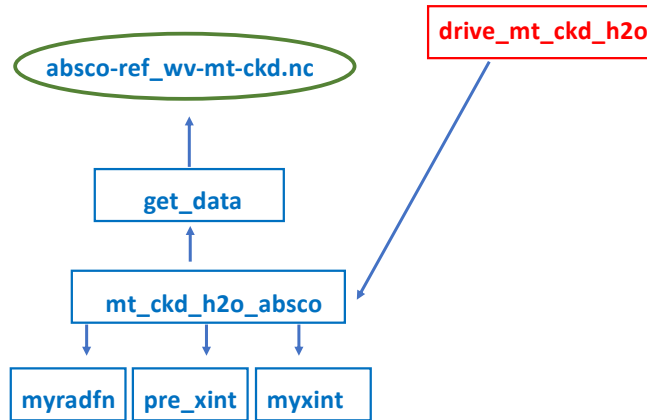 drive_mt_ckd_h2o
absco-ref_wv-mt-ckd.nc
get_data
mt_ckd_h2o_absco
myradfn
pre_xint
myxint